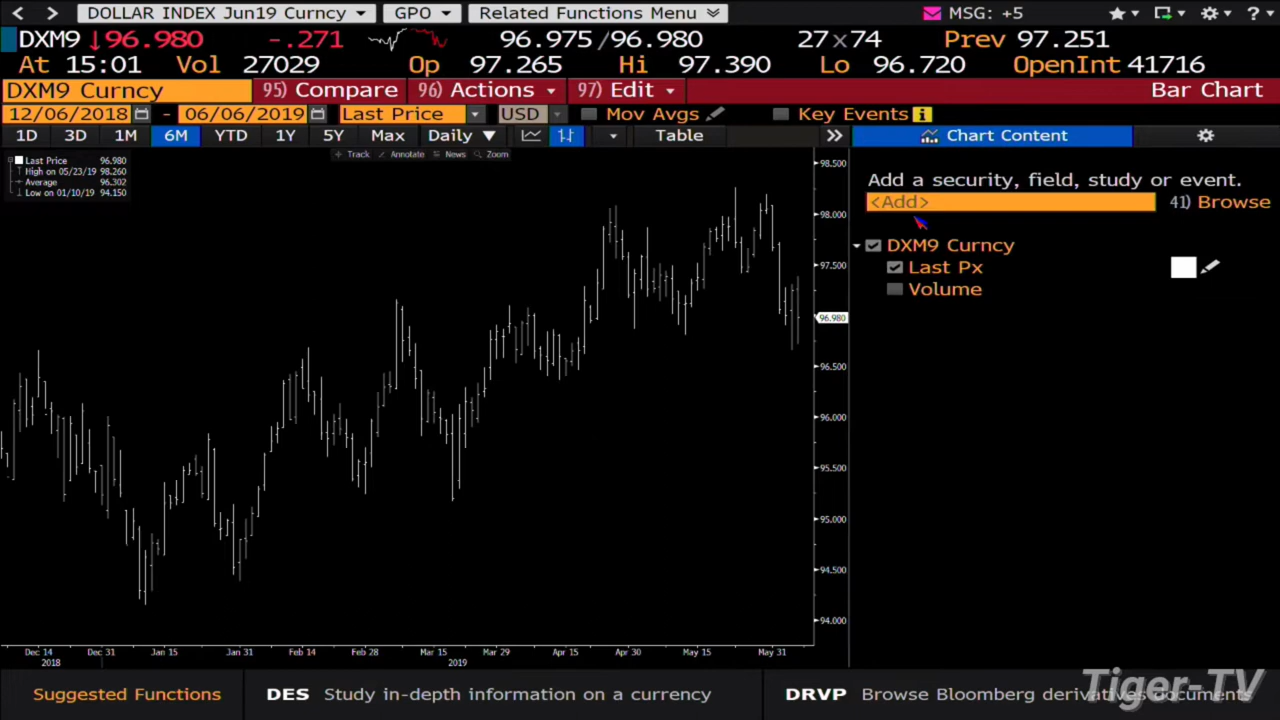 DOLLAR INDEX Jun19 Curncy GPO Related Functions Menu MSG: +5
DXM9 ↓96.980 -.271 96.975/96.980 27x74 Prev 97.251
At 15:01 Vol 27029 Op 97.265 Hi 97.390 Lo 96.720 OpenInt 41716
DXM9 Curncy 95) Compare 96) Actions 97) Edit Bar Chart
12/06/2018 - 06/06/2019 Last Price USD Mov Avgs Key Events i
1D 3D 1M 6M YTD 1Y 5Y Max Daily ▼ Table >> Chart Content
Track Annotate News Zoom
Last Price 96.980
High on 05/23/19 98.260
Average 96.302
Low on 01/10/19 94.150
Add a security, field, study or event.
<Add> 41) Browse
DXM9 Curncy
Last Px
Volume
98.500
98.000
97.500
96.980
96.500
96.000
95.500
95.000
94.500
94.000
Dec 14 Dec 31 Jan 15 Jan 31 Feb 14 Feb 28 Mar 15 Mar 29 Apr 15 Apr 30 May 15 May 31
2018 2019
Suggested Functions DES Study in-depth information on a currency DRVP Browse Bloomberg derivatives documents
Tiger-TV